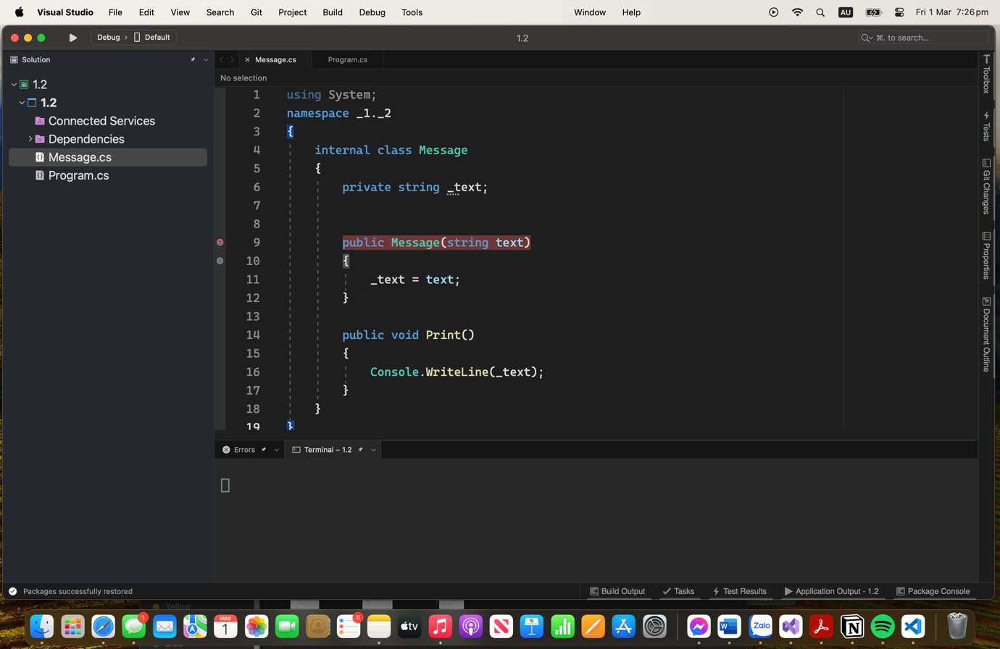 Visual Studio File Edit View Search Git Project Build Debug Tools Window Help AU Fri 1 Mar 7:26 pm
Debug › Default
1.2
⌘. to search...
Solution
1.2
1.2
Connected Services
Dependencies
Message.cs
Program.cs
Message.cs Program.cs
No selection
1 using System;
2 namespace _1._2
3 {
4 internal class Message
5 {
6 private string _text;
7
8
9 public Message(string text)
10 {
11 _text = text;
12 }
13
14 public void Print()
15 {
16 Console.WriteLine(_text);
17 }
18 }
19 }
Toolbox
Tests
Git Changes
Properties
Document Outline
Errors Terminal – 1.2
Packages successfully restored Build Output Tasks Test Results Application Output - 1.2 Package Console
Yellow
1
MAR
1
5
tv
Zalo